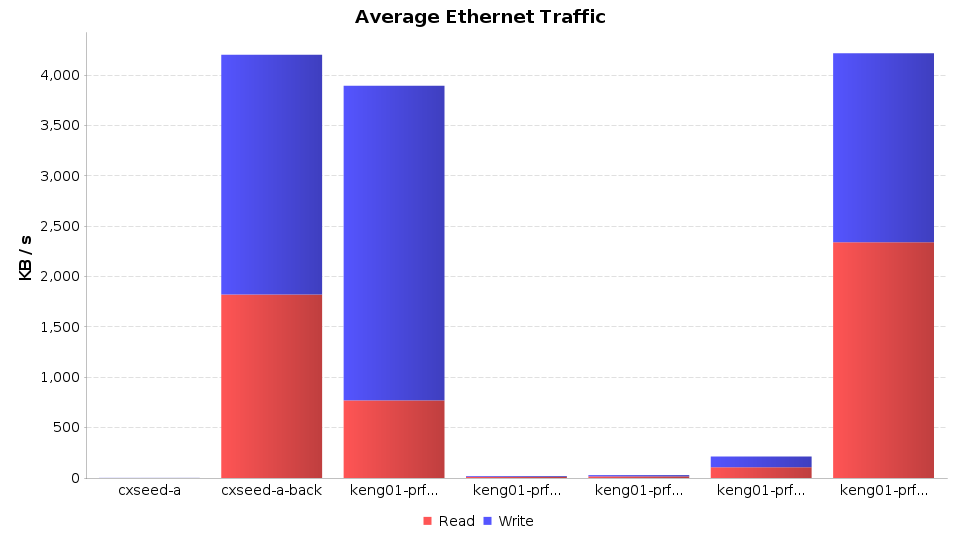 Average Ethernet Traffic
KB / s
4,000
3,500
3,000
2,500
2,000
1,500
1,000
500
0
cxseed-a cxseed-a-back keng01-prf... keng01-prf... keng01-prf... keng01-prf... keng01-prf...
Read Write